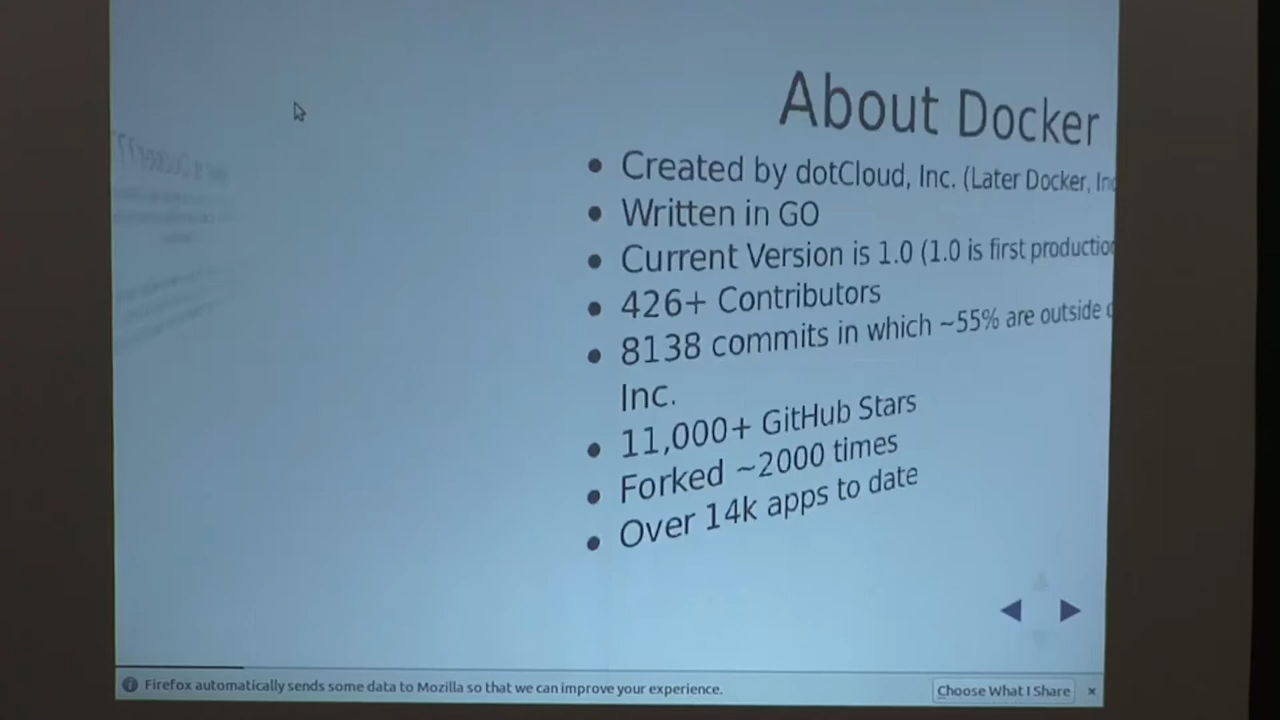 About Docker
Created by dotCloud, Inc. (Later Docker, Inc
Written in GO
Current Version is 1.0 (1.0 is first production
426+ Contributors
8138 commits in which ~55% are outside
Inc.
11,000+ GitHub Stars
Forked ~2000 times
Over 14k apps to date
Firefox automatically sends some data to Mozilla so that we can improve your experience.
Choose What I Share